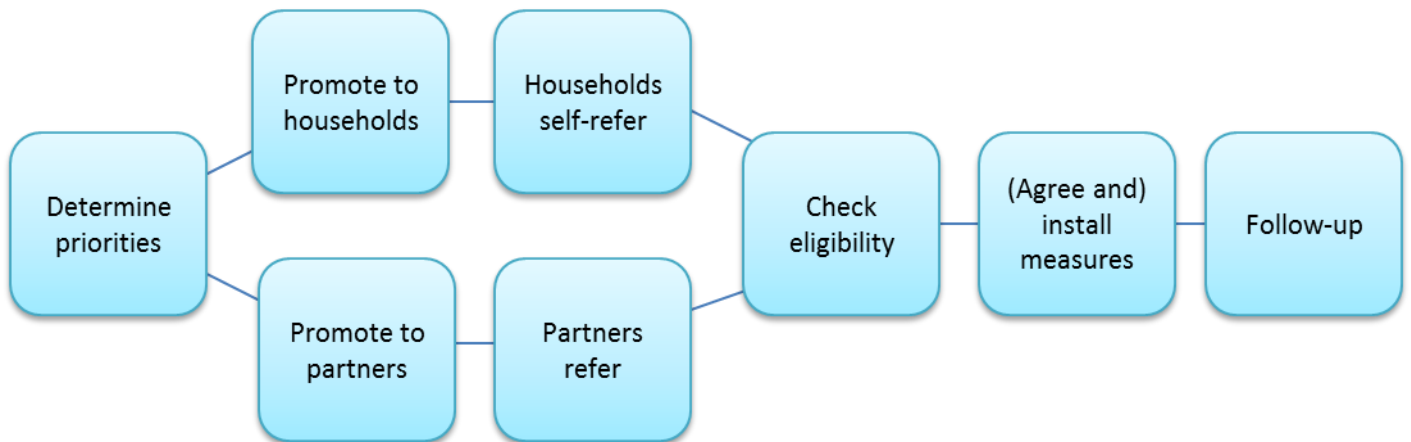 Determine
priorities
Promote to
households
Households
self-refer
Promote to
partners
Partners
refer
Check
eligibility
(Agree and)
install
measures
Follow-up